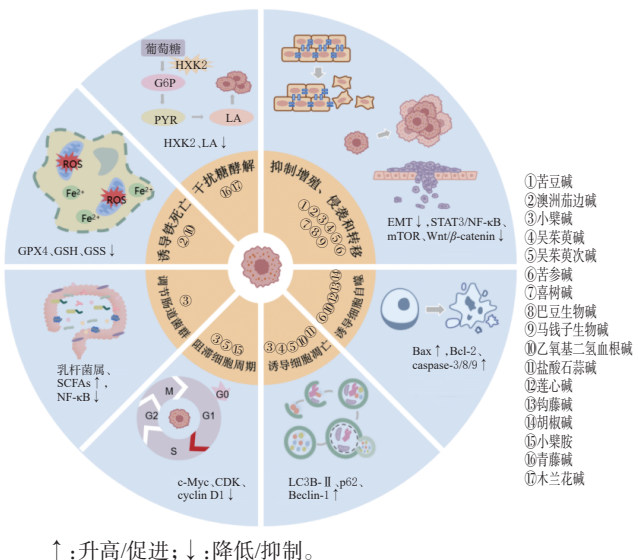 葡萄糖
HXK2
G6P
PYR
LA
HXK2、LA↓
干扰糖酵解
⑯⑰
抑制增殖、侵袭和转移
①②③④⑤⑥
⑦⑧⑨
EMT↓,STAT3/NF-κB、
mTOR、Wnt/β-catenin↓
ROS
ROS
Fe²⁺
Fe²⁺
Fe²⁺
GPX4、GSH、GSS↓
诱导铁死亡
②⑩
调节肠道菌群
③
乳杆菌属、
SCFAs↑,
NF-κB↓
阻滞细胞周期
③⑤⑮
M
G0
G2
G1
S
c-Myc、CDK、
cyclin D1↓
诱导细胞凋亡
③④⑤⑩⑪
LC3B-Ⅱ、p62、
Beclin-1↑
诱导细胞自噬
⑥⑩⑫⑬⑭
Bax↑,Bcl-2、
caspase-3/8/9↑
①苦豆碱
②澳洲茄边碱
③小檗碱
④吴茱萸碱
⑤吴茱萸次碱
⑥苦参碱
⑦喜树碱
⑧巴豆生物碱
⑨马钱子生物碱
⑩乙氧基二氢血根碱
⑪盐酸石蒜碱
⑫莲心碱
⑬钩藤碱
⑭胡椒碱
⑮小檗胺
⑯青藤碱
⑰木兰花碱
↑:升高/促进;↓:降低/抑制。